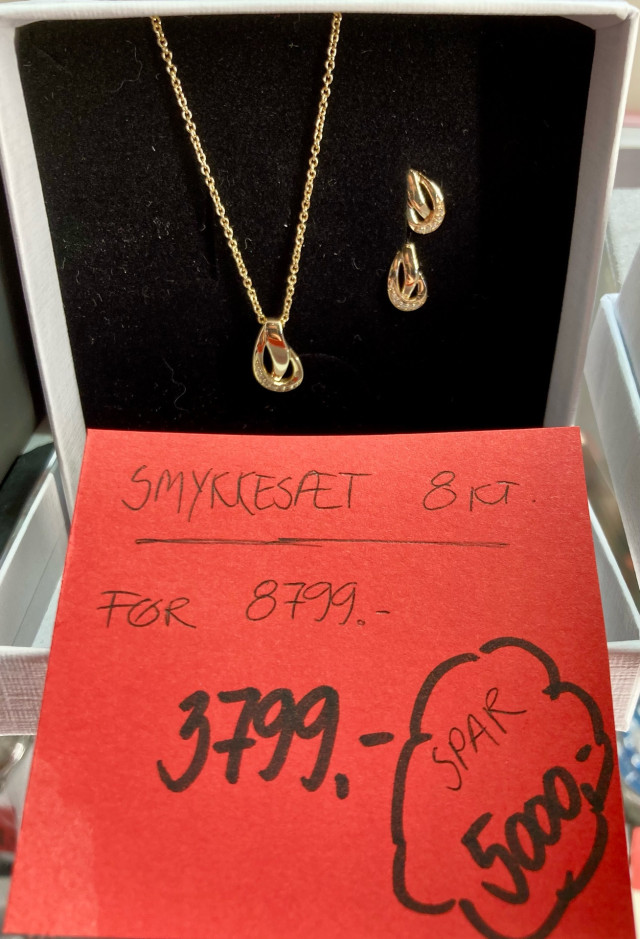 SMYKKESÆT 8 KT.
FØR 8799.-
3799.-
SPAR
5000,-